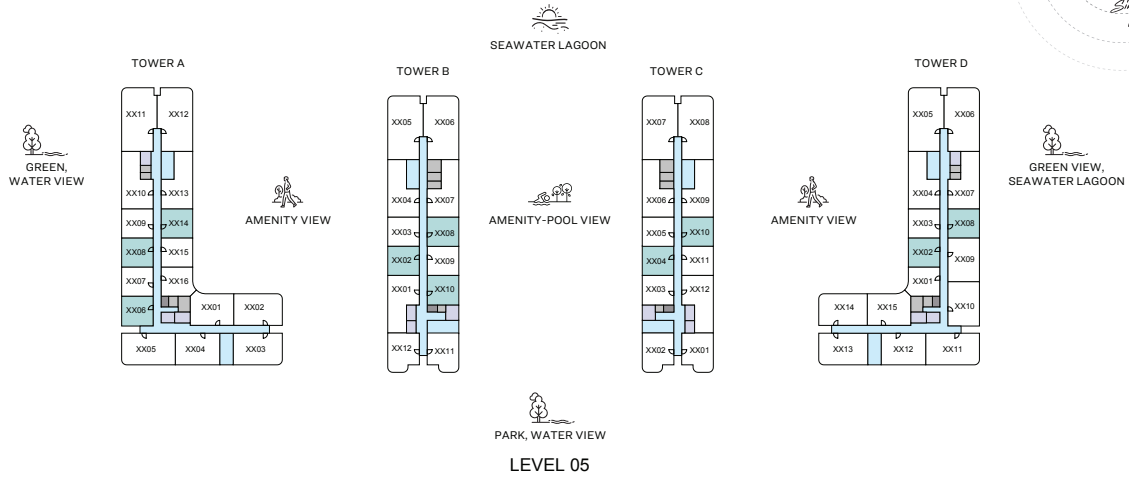 SEAWATER LAGOON
TOWER A
TOWER B
TOWER C
TOWER D
XX11 XX12
XX05 XX06
XX07 XX08
XX05 XX06
GREEN,
WATER VIEW
GREEN VIEW,
SEAWATER LAGOON
AMENITY VIEW
AMENITY-POOL VIEW
AMENITY VIEW
XX10 XX13
XX04 XX07
XX06 XX09
XX04 XX07
XX09 XX14
XX03 XX08
XX05 XX10
XX03 XX08
XX08 XX15
XX02 XX09
XX04 XX11
XX02 XX09
XX07 XX16
XX01 XX10
XX03 XX12
XX01 XX10
XX06 XX01 XX02
XX14 XX15
XX05 XX04 XX03
XX12 XX11
XX02 XX01
XX13 XX12 XX11
PARK, WATER VIEW
LEVEL 05